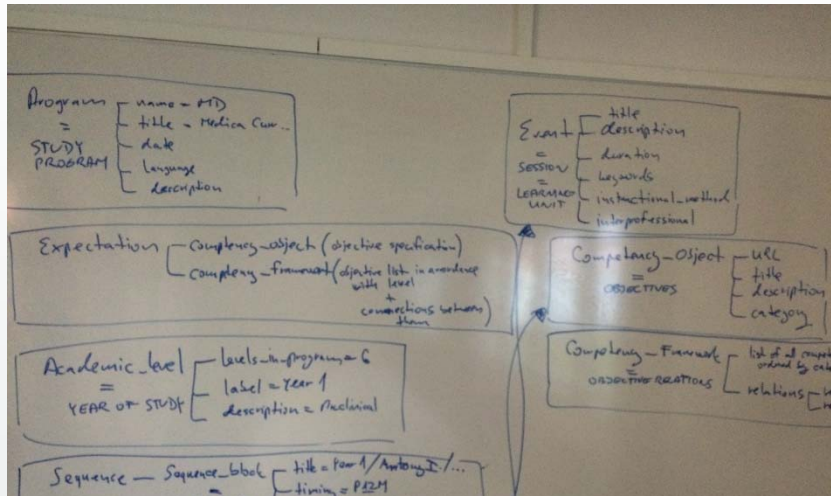 Program
name = MD
=
title = Medica Curr...
STUDY
date
PROGRAM
Language
description
Event
title
description
=
duration
SESSION
keywords
=
LEARNING
instructional_method
UNIT
interprofessional
Expectation
competency_object (objective specification)
competency_framework (objective list in accordance
with level
+
connections between
them)
Competency_Object
URL
=
title
OBJECTIVES
description
category
Academic_level
levels_in_program = 6
=
label = Year 1
YEAR OF STUDY
description =
Competency_Framework
list of all
=
ordered by
OBJECTIVE RELATIONS
relations
Sequence — Sequence_block
title = Year 1 / Anatomy I / ...
=
timing = P12M